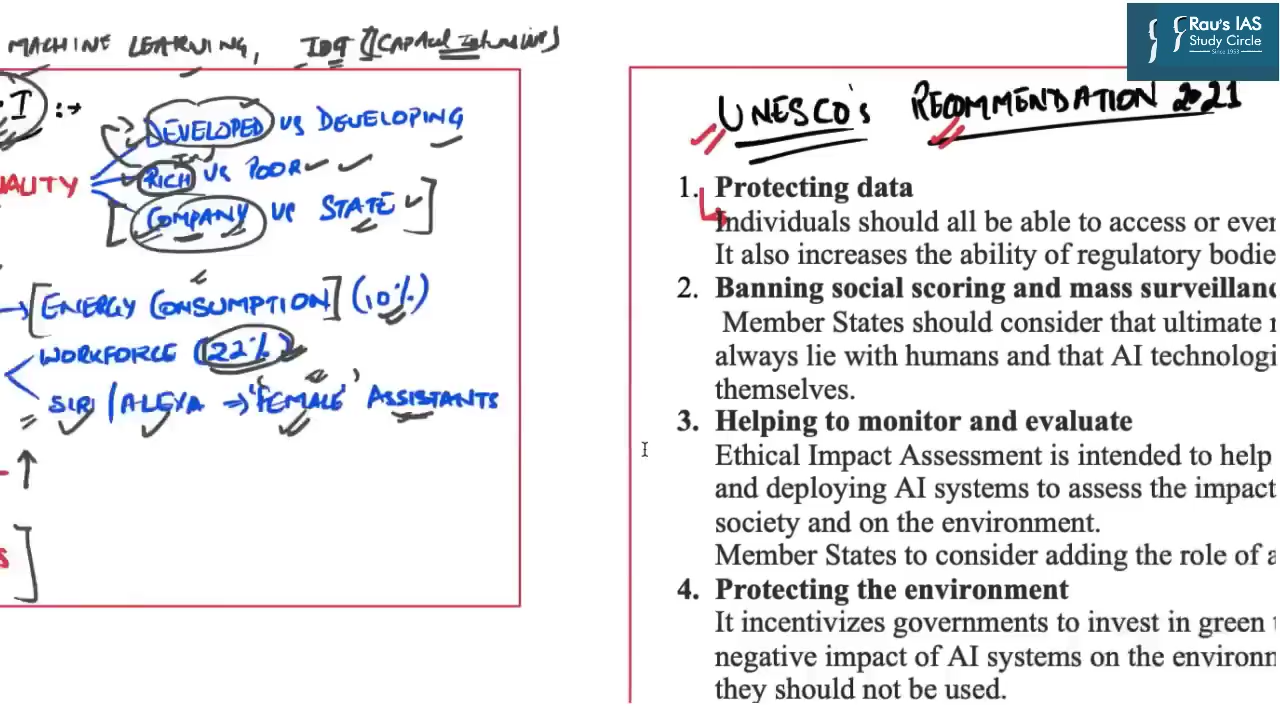 MACHINE LEARNING, IOT [(CAPITAL Intensive)
I :→
DEVELOPED VS DEVELOPING
RICH VS POOR
UALITY
[COMPANY VS STATE]
[ENERGY CONSUMPTION] (10%)
WORKFORCE (22%)
SIRI / ALEXA → 'FEMALE' ASSISTANTS
S]
Rau's IAS
Study Circle
Since 1953
UNESCO's RECOMMENDATION 2021
1. Protecting data
Individuals should all be able to access or ever
It also increases the ability of regulatory bodie
2. Banning social scoring and mass surveillanc
Member States should consider that ultimate r
always lie with humans and that AI technologi
themselves.
3. Helping to monitor and evaluate
Ethical Impact Assessment is intended to help
and deploying AI systems to assess the impact
society and on the environment.
Member States to consider adding the role of a
4. Protecting the environment
It incentivizes governments to invest in green t
negative impact of AI systems on the environn
they should not be used.